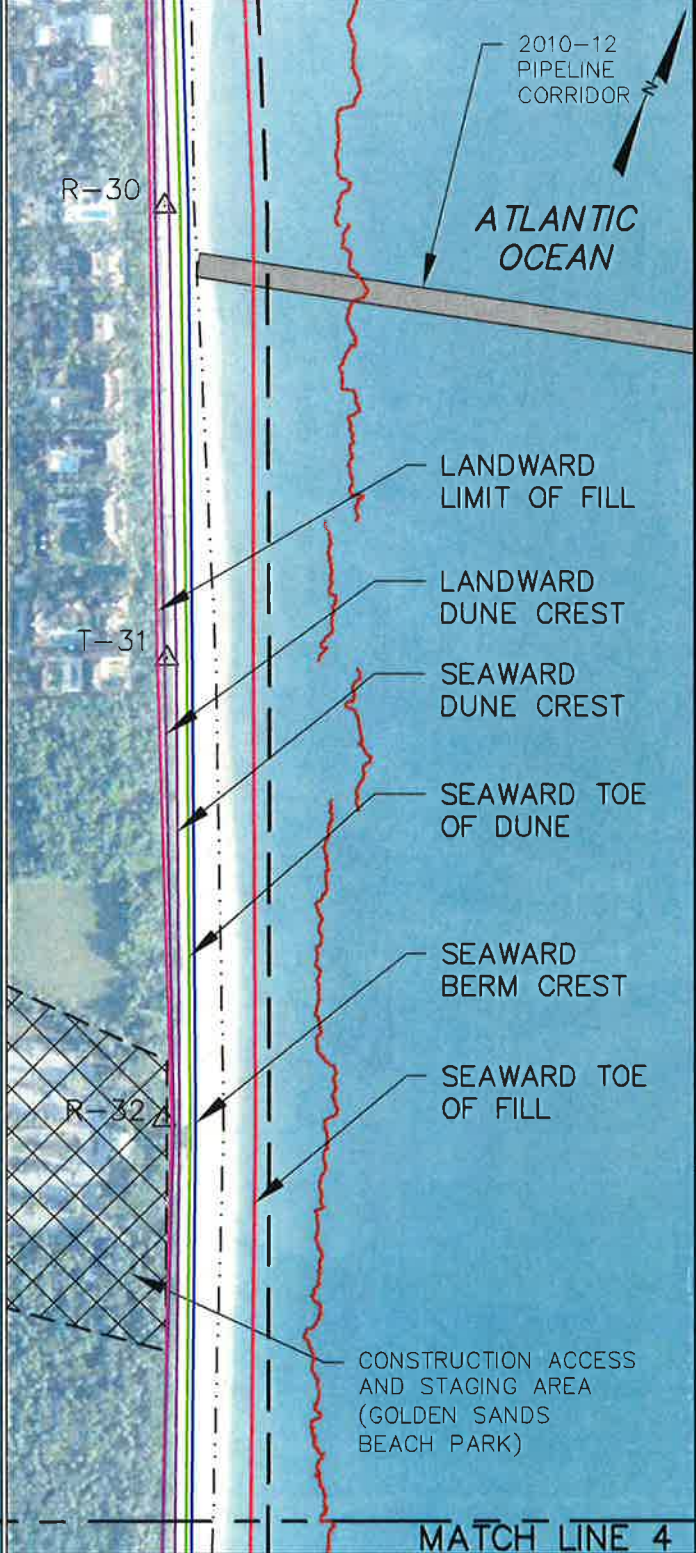 2010-12
PIPELINE
CORRIDOR
N
R-30
ATLANTIC
OCEAN
LANDWARD
LIMIT OF FILL
LANDWARD
DUNE CREST
T-31
SEAWARD
DUNE CREST
SEAWARD TOE
OF DUNE
SEAWARD
BERM CREST
SEAWARD TOE
OF FILL
R-32
CONSTRUCTION ACCESS
AND STAGING AREA
(GOLDEN SANDS
BEACH PARK)
MATCH LINE 4